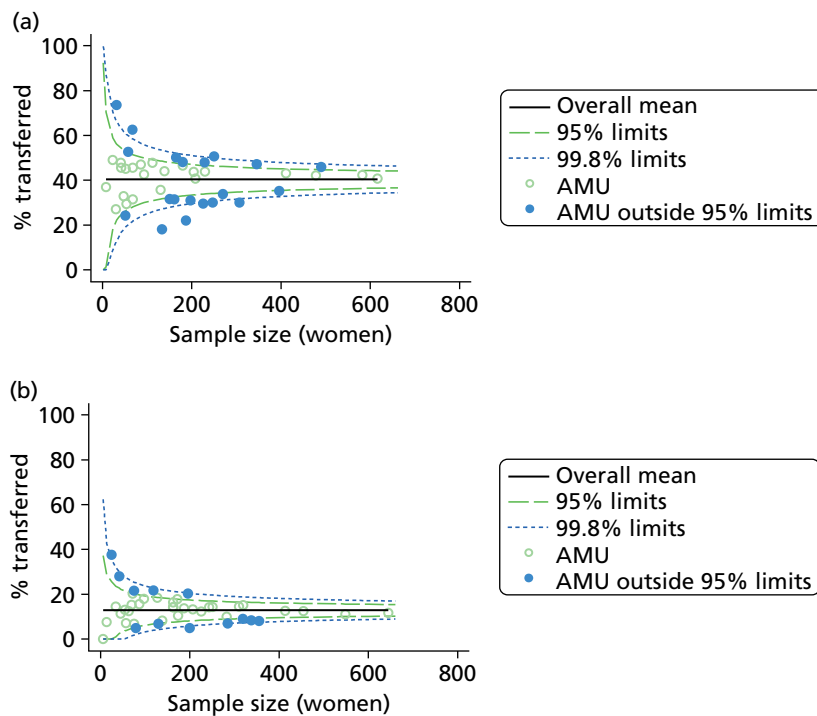 (a)
100
80
60
40
20
0
% transferred
0 200 400 600 800
Sample size (women)
Overall mean
95% limits
99.8% limits
AMU
AMU outside 95% limits
(b)
100
80
60
40
20
0
% transferred
0 200 400 600 800
Sample size (women)
Overall mean
95% limits
99.8% limits
AMU
AMU outside 95% limits